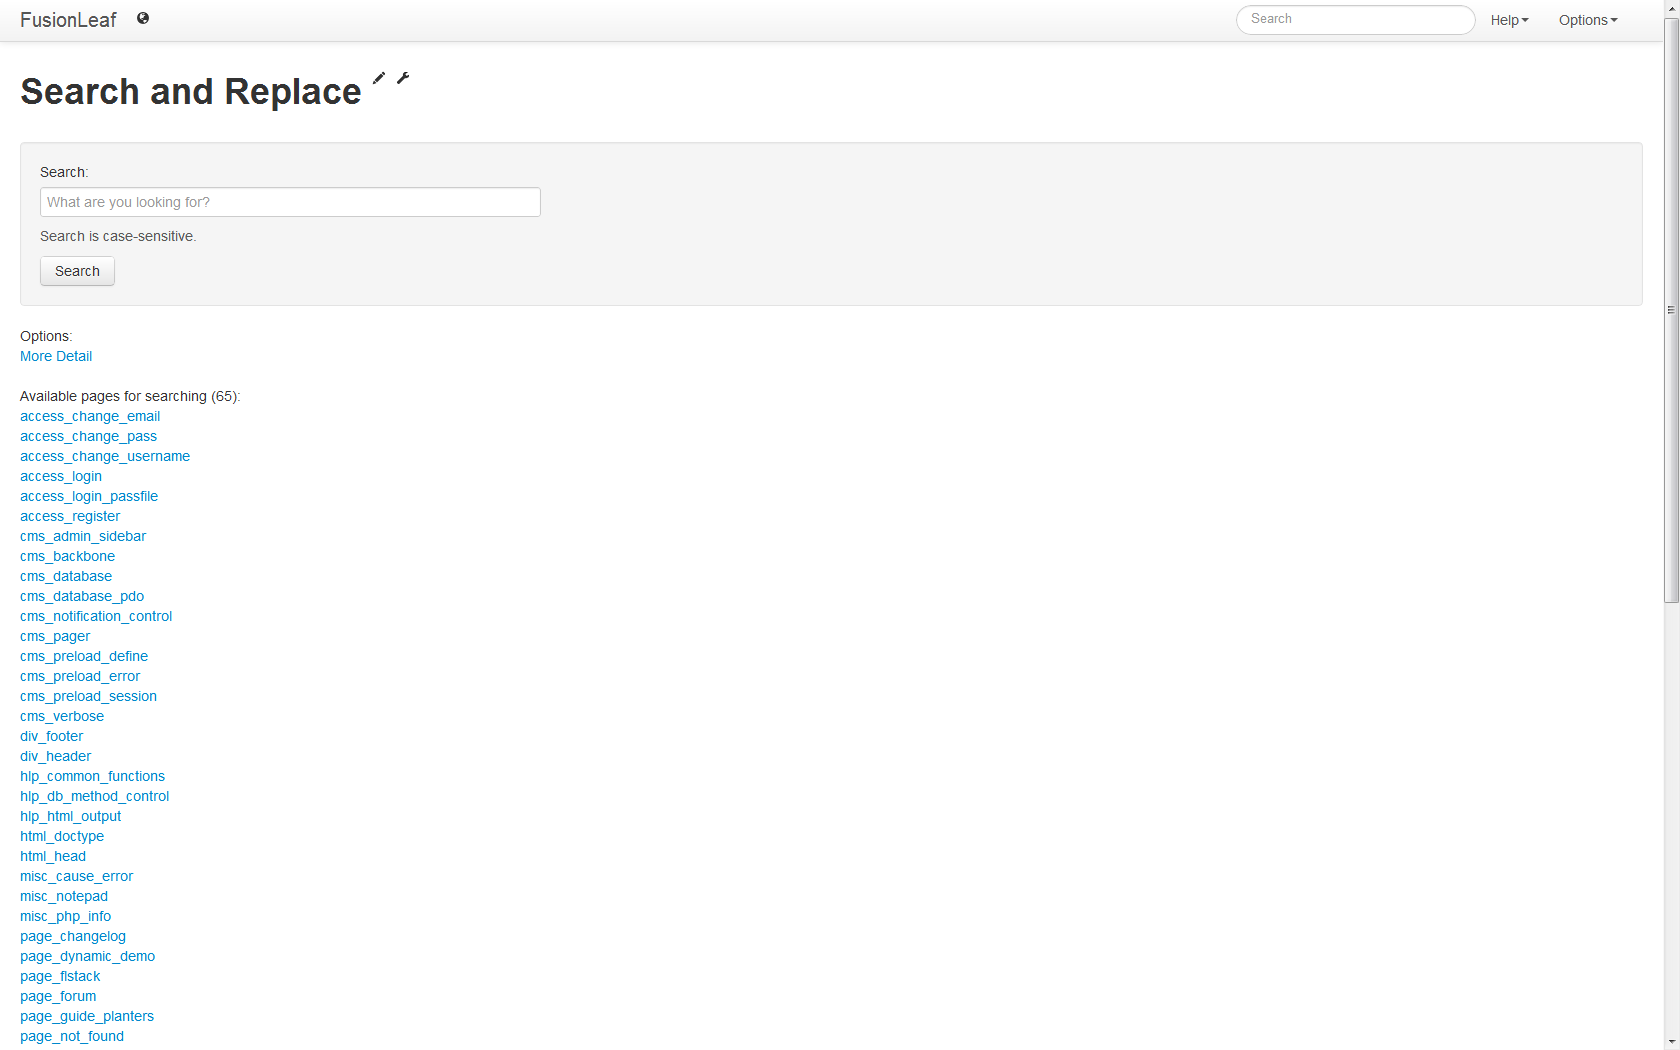 FusionLeaf
Search
Help
Options
Search and Replace
Search:
What are you looking for?
Search is case-sensitive.
Search
Options:
More Detail
Available pages for searching (65):
access_change_email
access_change_pass
access_change_username
access_login
access_login_passfile
access_register
cms_admin_sidebar
cms_backbone
cms_database
cms_database_pdo
cms_notification_control
cms_pager
cms_preload_define
cms_preload_error
cms_preload_session
cms_verbose
div_footer
div_header
hlp_common_functions
hlp_db_method_control
hlp_html_output
html_doctype
html_head
misc_cause_error
misc_notepad
misc_php_info
page_changelog
page_dynamic_demo
page_flstack
page_forum
page_guide_planters
page_not_found